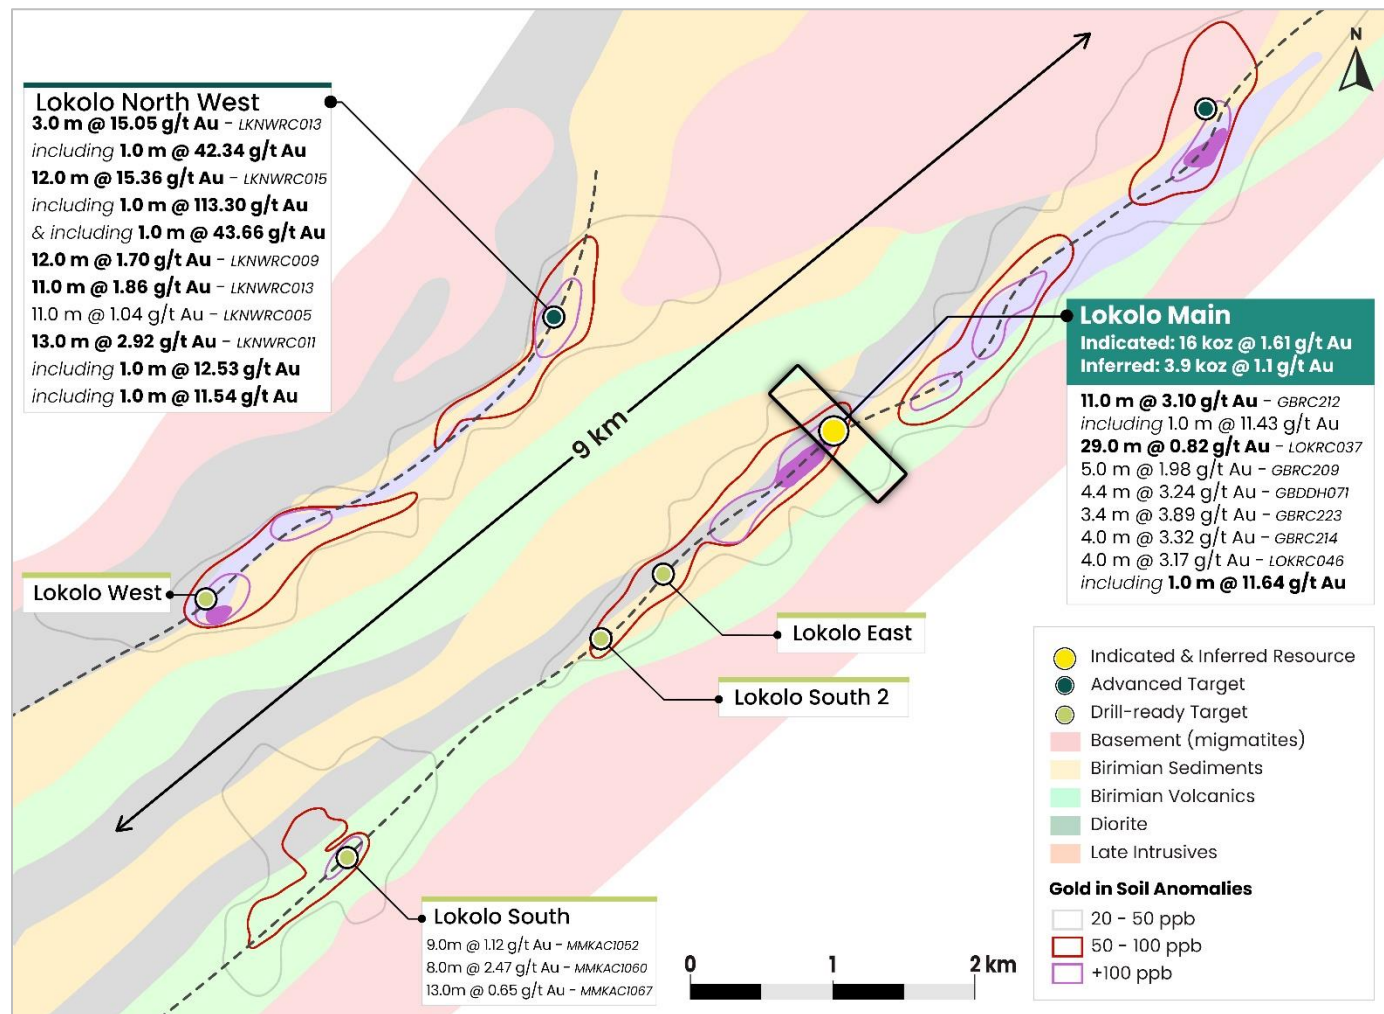 N
Lokolo North West
3.0 m @ 15.05 g/t Au - LKNWRC013
including 1.0 m @ 42.34 g/t Au
12.0 m @ 15.36 g/t Au - LKNWRC015
including 1.0 m @ 113.30 g/t Au
& including 1.0 m @ 43.66 g/t Au
12.0 m @ 1.70 g/t Au - LKNWRC009
11.0 m @ 1.86 g/t Au - LKNWRC013
11.0 m @ 1.04 g/t Au - LKNWRC005
13.0 m @ 2.92 g/t Au - LKNWRC011
including 1.0 m @ 12.53 g/t Au
including 1.0 m @ 11.54 g/t Au
9 km
Lokolo Main
Indicated: 16 koz @ 1.61 g/t Au
Inferred: 3.9 koz @ 1.1 g/t Au
11.0 m @ 3.10 g/t Au - GBRC212
including 1.0 m @ 11.43 g/t Au
29.0 m @ 0.82 g/t Au - LOKRC037
5.0 m @ 1.98 g/t Au - GBRC209
4.4 m @ 3.24 g/t Au - GBDDH071
3.4 m @ 3.89 g/t Au - GBRC223
4.0 m @ 3.32 g/t Au - GBRC214
4.0 m @ 3.17 g/t Au - LOKRC046
including 1.0 m @ 11.64 g/t Au
Lokolo West
Lokolo East
Lokolo South 2
Lokolo South
9.0m @ 1.12 g/t Au - MMKAC1052
8.0m @ 2.47 g/t Au - MMKAC1060
13.0m @ 0.65 g/t Au - MMKAC1067
0 1 2 km
Indicated & Inferred Resource
Advanced Target
Drill-ready Target
Basement (migmatites)
Birimian Sediments
Birimian Volcanics
Diorite
Late Intrusives
Gold in Soil Anomalies
20 - 50 ppb
50 - 100 ppb
+100 ppb